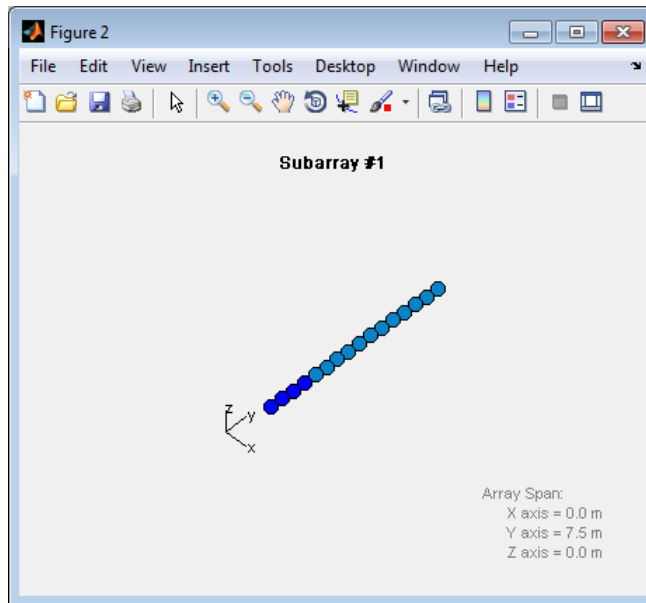 Figure 2
File Edit View Insert Tools Desktop Window Help
Subarray #1
z
y
x
Array Span:
X axis = 0.0 m
Y axis = 7.5 m
Z axis = 0.0 m